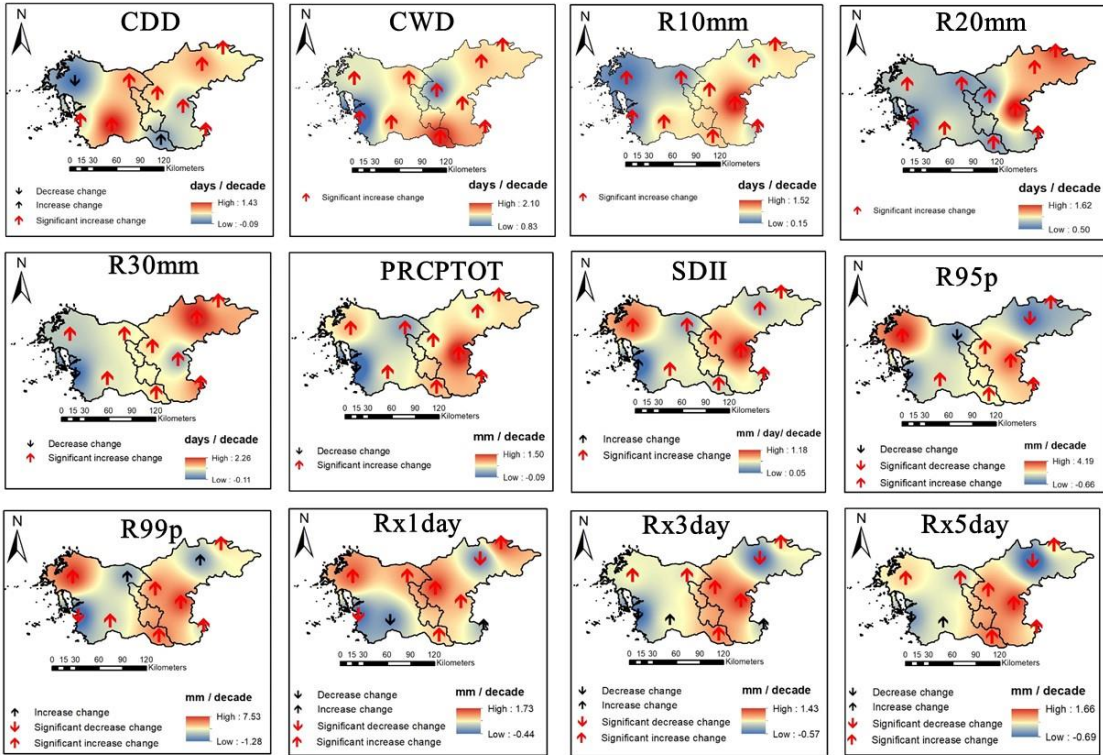 CDD
N
0 15 30 60 90 120
Kilometers
Decrease change
Increase change
Significant increase change
days / decade
High : 1.43
Low : -0.09
CWD
N
0 15 30 60 90 120
Kilometers
Significant increase change
days / decade
High : 2.10
Low : 0.83
R10mm
N
0 15 30 60 90 120
Kilometers
Significant increase change
days / decade
High : 1.52
Low : 0.15
R20mm
N
0 15 30 60 90 120
Kilometers
Significant increase change
days / decade
High : 1.62
Low : 0.50
R30mm
N
0 15 30 60 90 120
Kilometers
Decrease change
Significant increase change
days / decade
High : 2.26
Low : -0.11
PRCPTOT
N
0 15 30 60 90 120
Kilometers
Decrease change
Significant increase change
mm / decade
High : 1.50
Low : -0.09
SDII
N
0 15 30 60 90 120
Kilometers
Increase change
Significant increase change
mm / day/ decade
High : 1.18
Low : 0.05
R95p
N
0 15 30 60 90 120
Kilometers
Decrease change
Significant decrease change
Significant increase change
mm / decade
High : 4.19
Low : -0.66
R99p
N
0 15 30 60 90 120
Kilometers
Increase change
Significant decrease change
Significant increase change
mm / decade
High : 7.53
Low : -1.28
Rx1day
N
0 15 30 60 90 120
Kilometers
Decrease change
Increase change
Significant decrease change
Significant increase change
mm / decade
High : 1.73
Low : -0.44
Rx3day
N
0 15 30 60 90 120
Kilometers
Decrease change
Increase change
Significant decrease change
Significant increase change
mm / decade
High : 1.43
Low : -0.57
Rx5day
N
0 15 30 60 90 120
Kilometers
Decrease change
Increase change
Significant decrease change
Significant increase change
mm / decade
High : 1.66
Low : -0.69